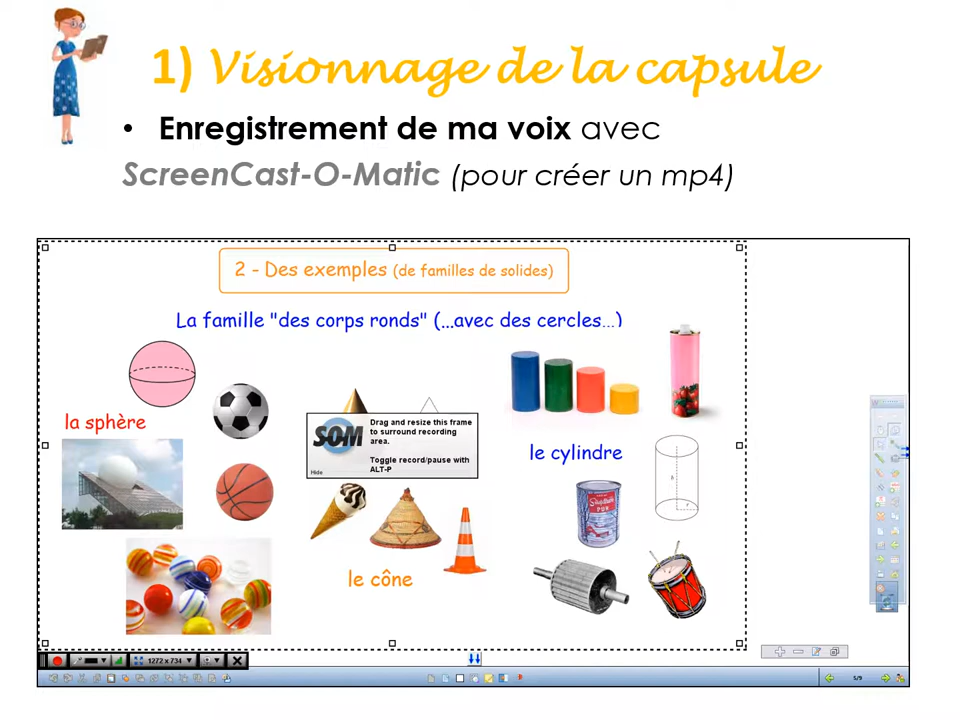 1) Visionnage de la capsule
• Enregistrement de ma voix avec
ScreenCast-O-Matic (pour créer un mp4)
2 - Des exemples (de familles de solides)
La famille "des corps ronds" (...avec des cercles...)
la sphère
SOM
Hide
Drag and resize this frame
to surround recording
area.
Toggle record/pause with
ALT-P
le cylindre
le cône
1272 x 734
5/9